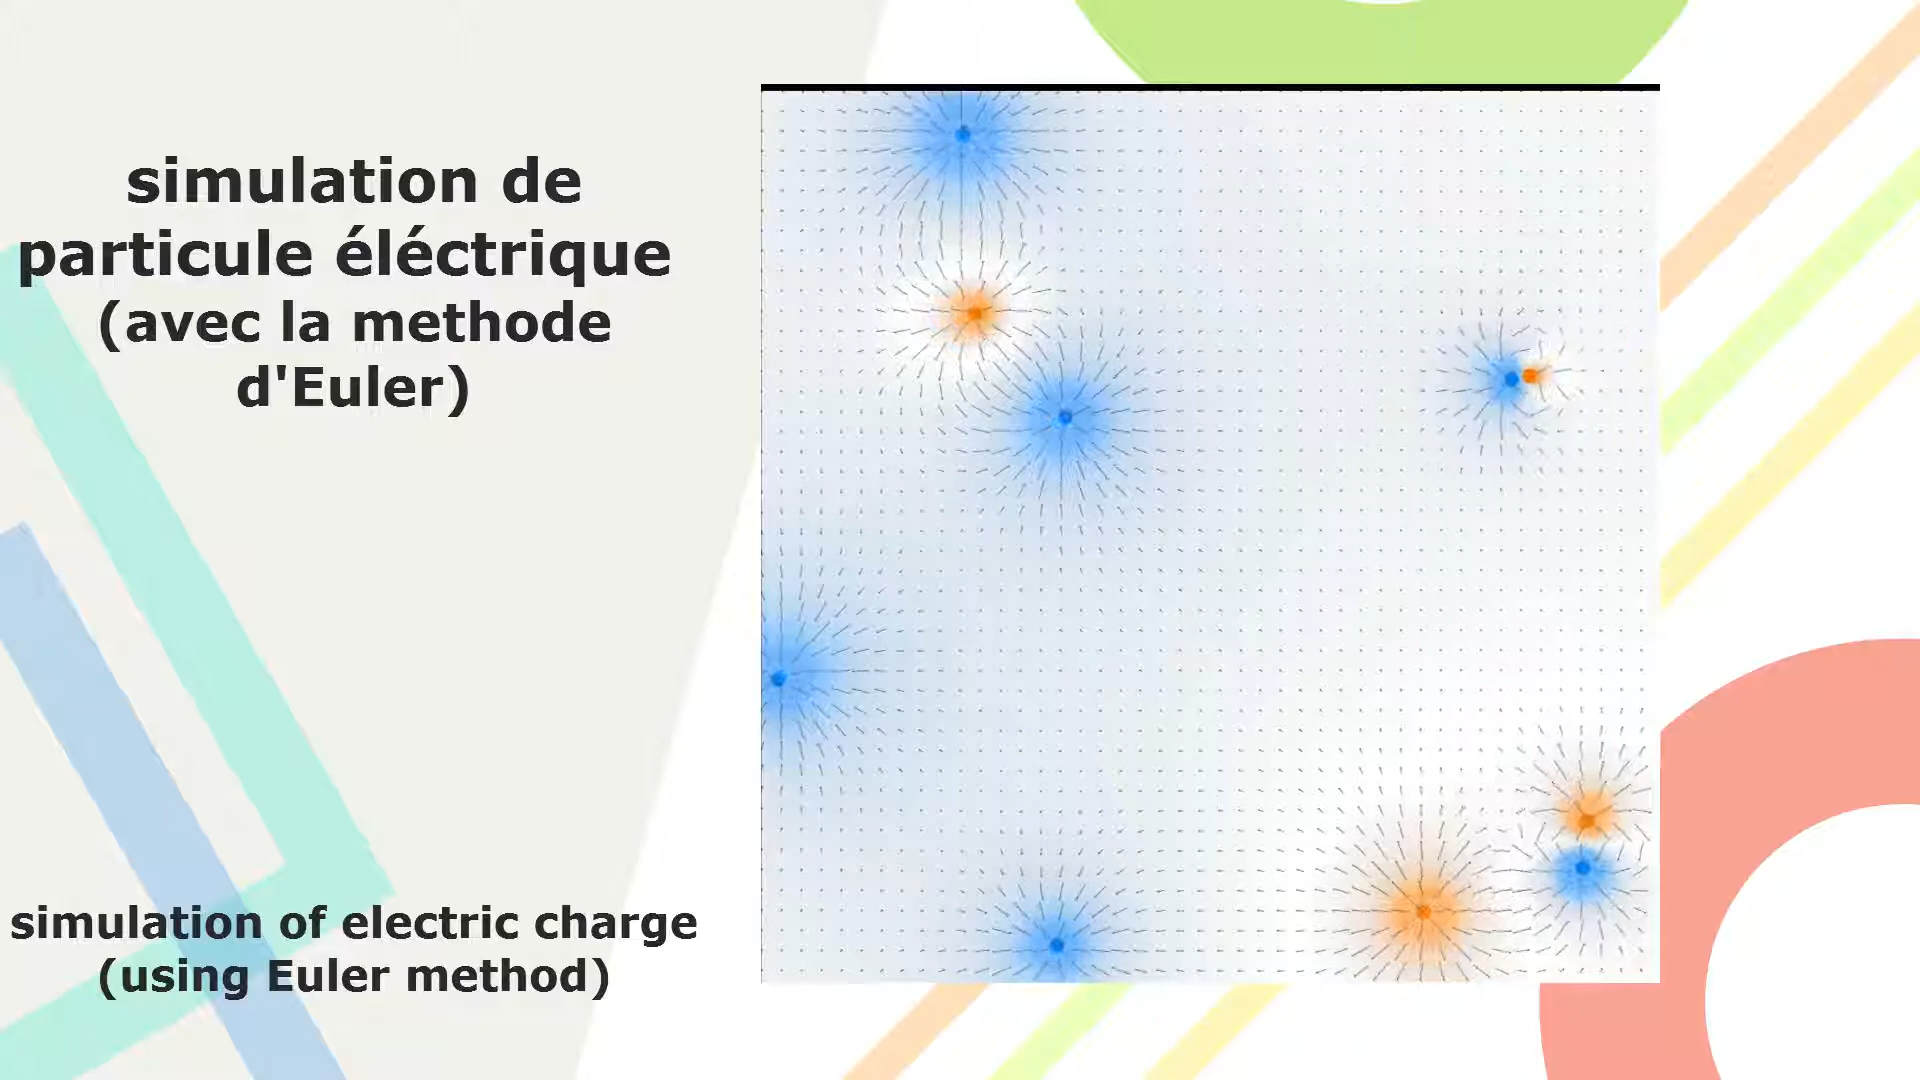 simulation de
particule éléctrique
(avec la methode
d'Euler)
simulation of electric charge
(using Euler method)